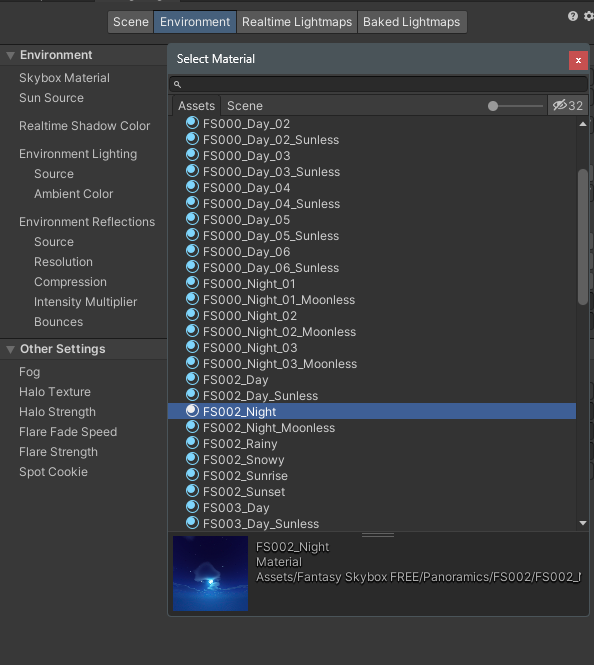 Scene Environment Realtime Lightmaps Baked Lightmaps
Environment
Skybox Material
Sun Source
Realtime Shadow Color
Environment Lighting
Source
Ambient Color
Environment Reflections
Source
Resolution
Compression
Intensity Multiplier
Bounces
Other Settings
Fog
Halo Texture
Halo Strength
Flare Fade Speed
Flare Strength
Spot Cookie
Select Material
x
Assets Scene 32
FS000_Day_02
FS000_Day_02_Sunless
FS000_Day_03
FS000_Day_03_Sunless
FS000_Day_04
FS000_Day_04_Sunless
FS000_Day_05
FS000_Day_05_Sunless
FS000_Day_06
FS000_Day_06_Sunless
FS000_Night_01
FS000_Night_01_Moonless
FS000_Night_02
FS000_Night_02_Moonless
FS000_Night_03
FS000_Night_03_Moonless
FS002_Day
FS002_Day_Sunless
FS002_Night
FS002_Night_Moonless
FS002_Rainy
FS002_Snowy
FS002_Sunrise
FS002_Sunset
FS003_Day
FS003_Day_Sunless
FS002_Night
Material
Assets/Fantasy Skybox FREE/Panoramics/FS002/FS002_